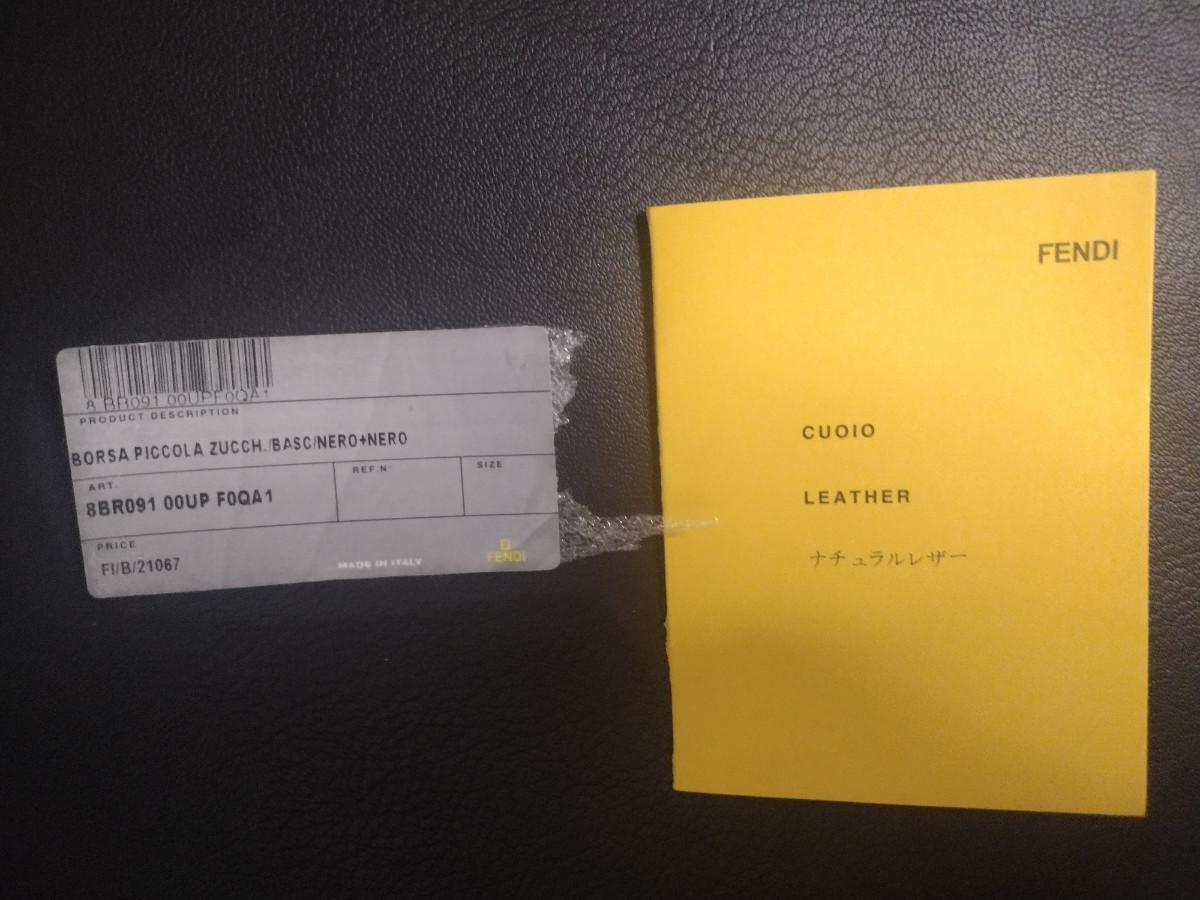 8BR091 00UPF0QA1
PRODUCT DESCRIPTION
BORSA PICCOLA ZUCCH./BASC/NERO+NERO
ART.
REF.N°
SIZE
8BR091 00UP F0QA1
PRICE
FI/B/21067
MADE IN ITALY
FENDI
FENDI
CUOIO
LEATHER
ナチュラルレザー